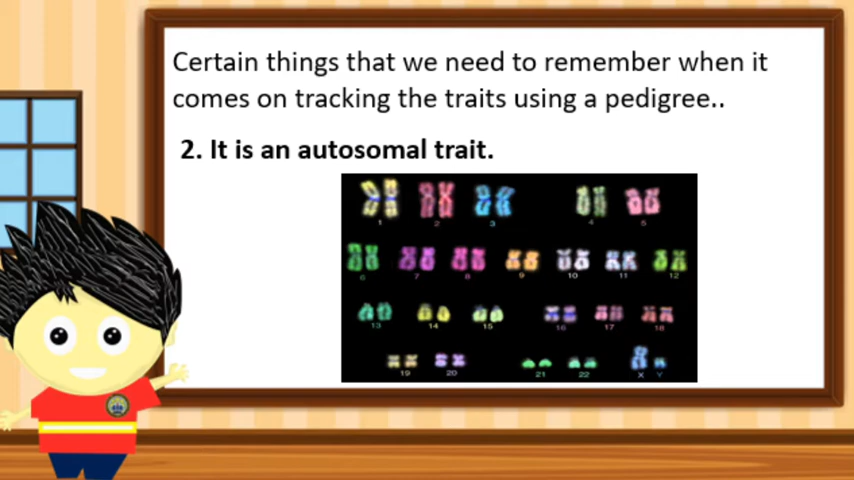 Certain things that we need to remember when it
comes on tracking the traits using a pedigree..
2. It is an autosomal trait.
1 2 3 4 5
6 7 8 9 10 11 12
13 14 15 16 17 18
19 20 21 22 X Y